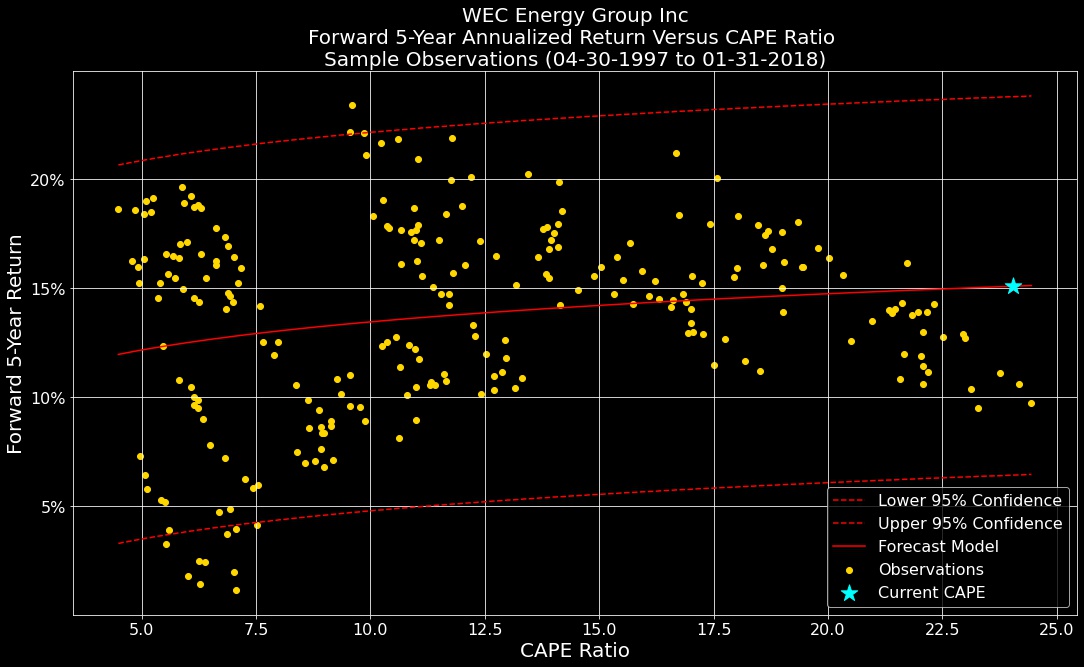 WEC Energy Group Inc
Forward 5-Year Annualized Return Versus CAPE Ratio
Sample Observations (04-30-1997 to 01-31-2018)
Forward 5-Year Return
20%
15%
10%
5%
Lower 95% Confidence
Upper 95% Confidence
Forecast Model
Observations
Current CAPE
5.0 7.5 10.0 12.5 15.0 17.5 20.0 22.5 25.0
CAPE Ratio